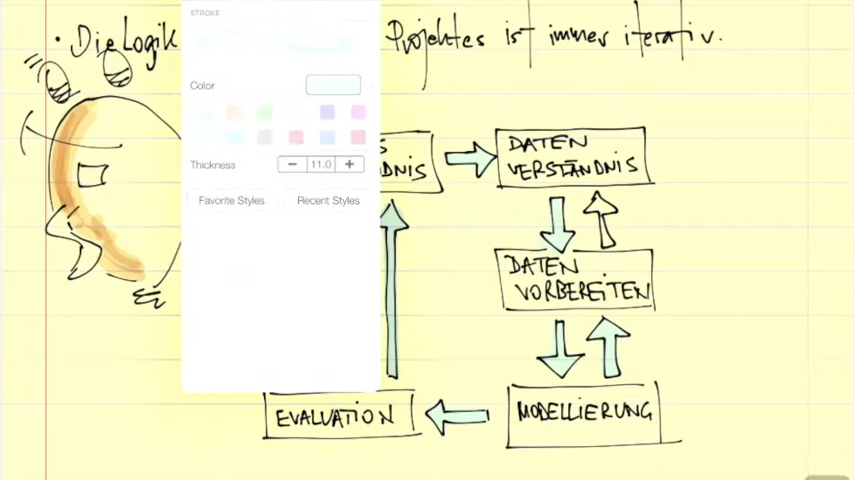 STROKE
• Die Logik
Projektes ist immer iterativ.
Color
Thickness
11.0
Favorite Styles
Recent Styles
DATEN
VERSTÄNDNIS
DATEN
VORBEREITEN
MODELLIERUNG
EVALUATION